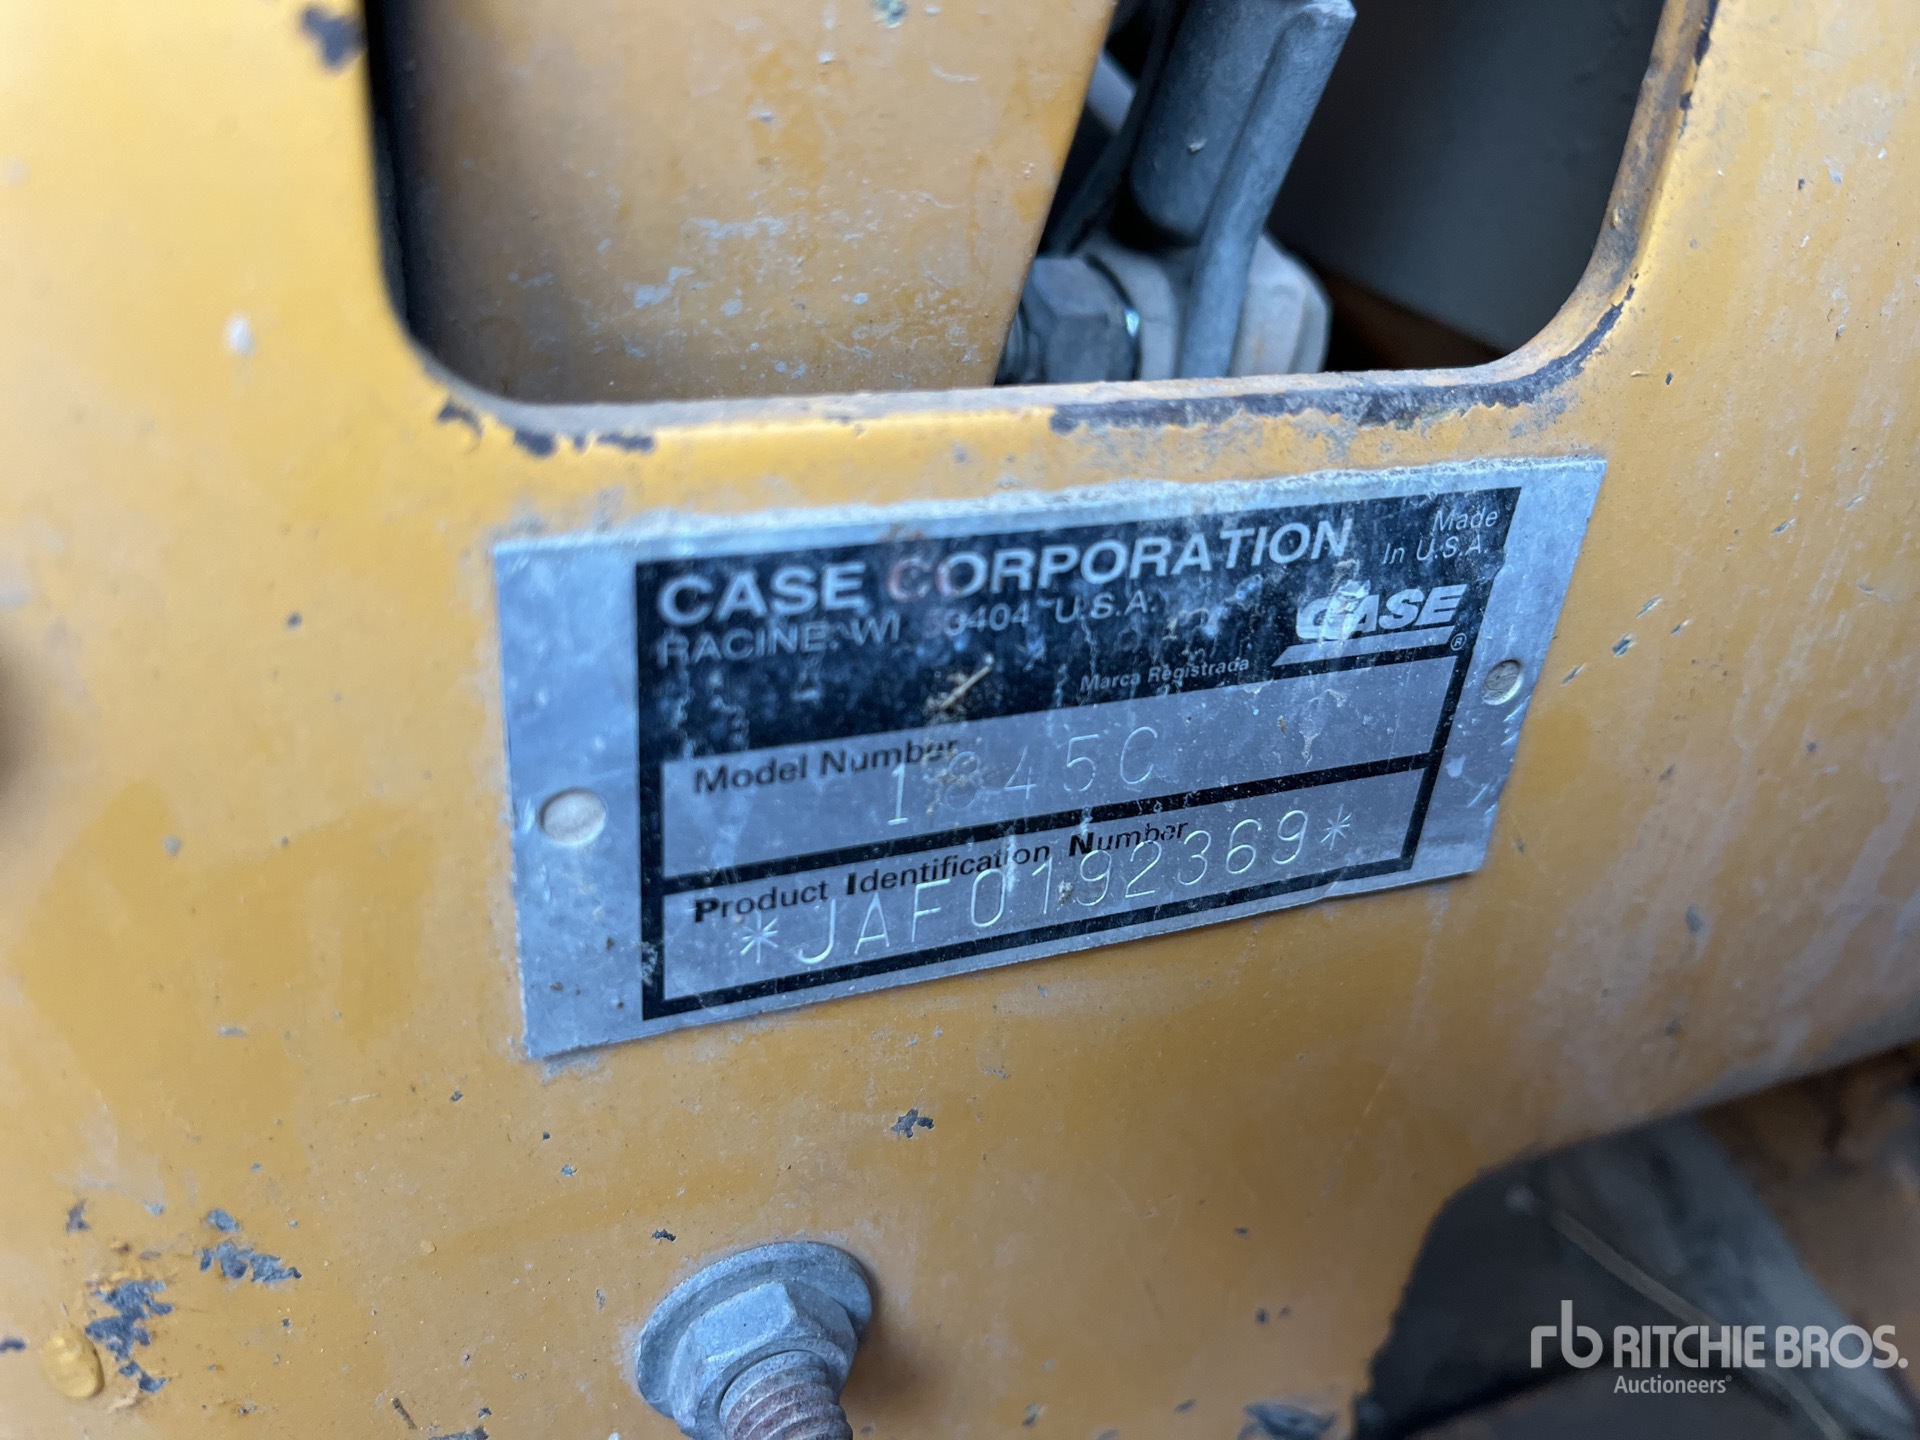 CASE CORPORATION
Made
In U.S.A.
RACINE, WI 53404 U.S.A.
CASE ®
Marca Registrada
Model Number
1845C
Product Identification Number
*JAF0192369*
rb RITCHIE BROS.
Auctioneers